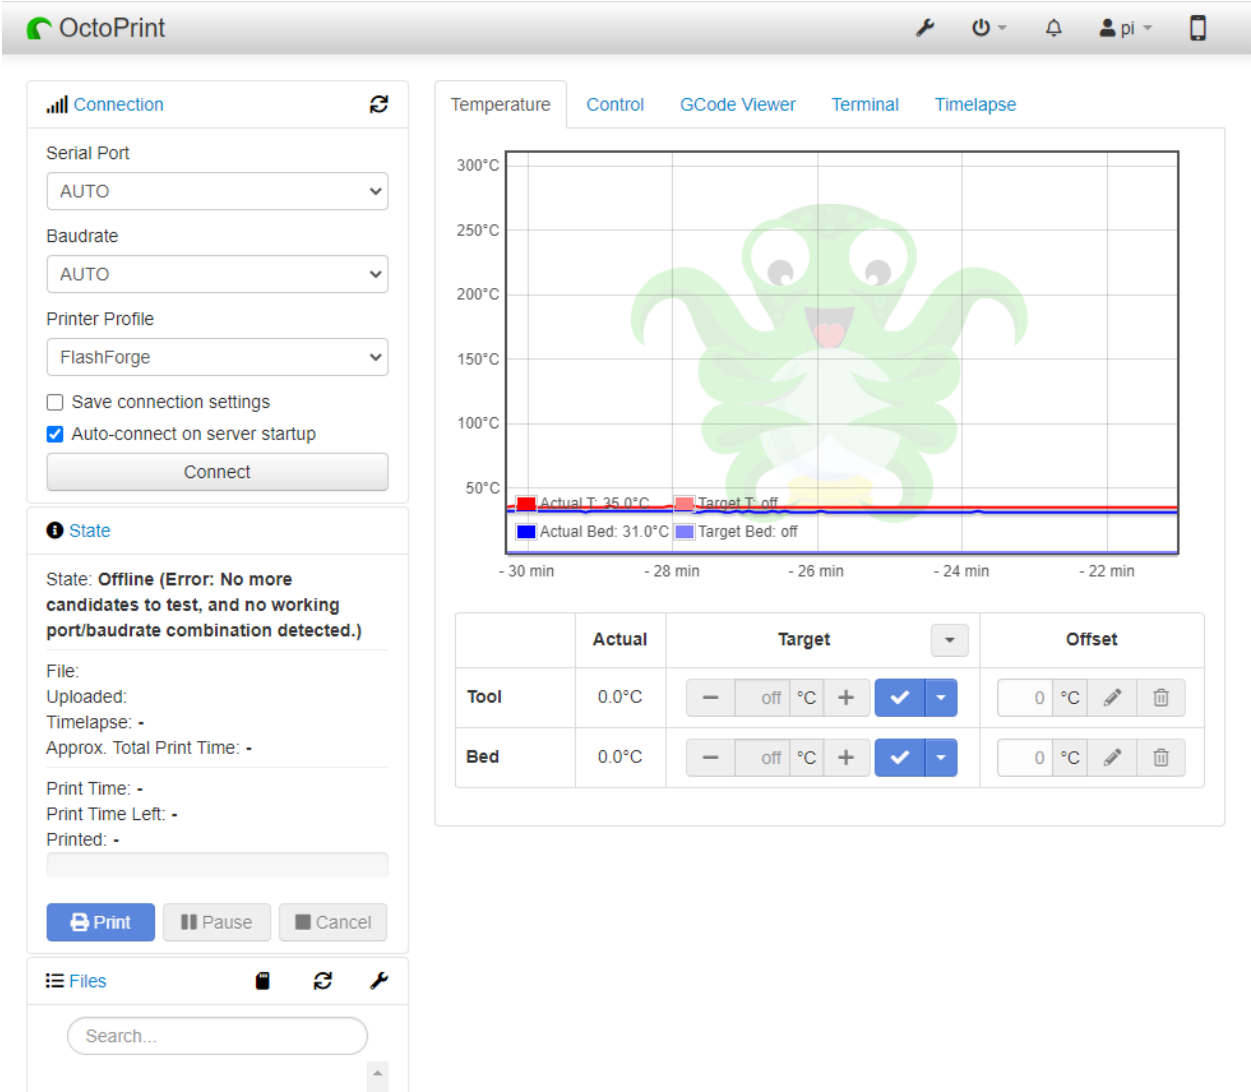 OctoPrint
pi
Connection
Serial Port
AUTO
Baudrate
AUTO
Printer Profile
FlashForge
Save connection settings
Auto-connect on server startup
Connect
State
State: Offline (Error: No more
candidates to test, and no working
port/baudrate combination detected.)
File:
Uploaded:
Timelapse: -
Approx. Total Print Time: -
Print Time: -
Print Time Left: -
Printed: -
Print Pause Cancel
Files
Search...
Temperature Control GCode Viewer Terminal Timelapse
300°C
250°C
200°C
150°C
100°C
50°C
Actual T: 35.0°C Target T: off
Actual Bed: 31.0°C Target Bed: off
- 30 min - 28 min - 26 min - 24 min - 22 min
Actual Target Offset
Tool 0.0°C off °C 0 °C
Bed 0.0°C off °C 0 °C